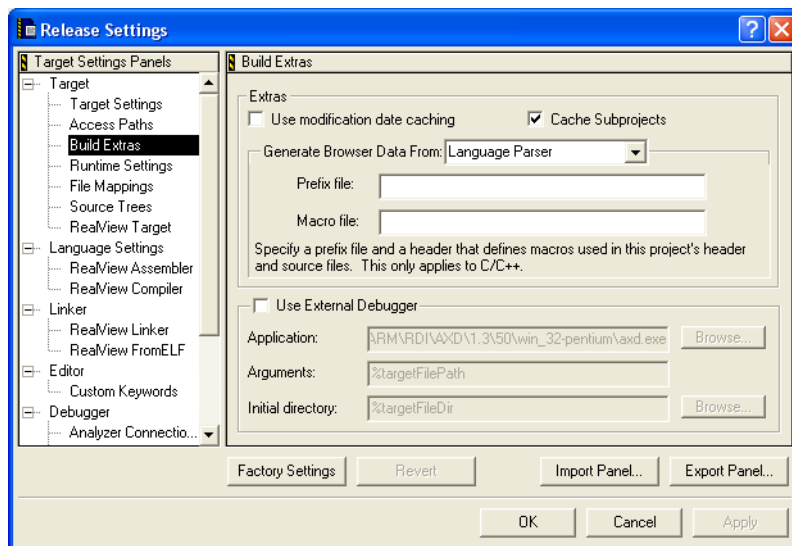 Release Settings
Target Settings Panels
Target
Target Settings
Access Paths
Build Extras
Runtime Settings
File Mappings
Source Trees
RealView Target
Language Settings
RealView Assembler
RealView Compiler
Linker
RealView Linker
RealView FromELF
Editor
Custom Keywords
Debugger
Analyzer Connectio...
Build Extras
Extras
Use modification date caching
Cache Subprojects
Generate Browser Data From: Language Parser
Prefix file:
Macro file:
Specify a prefix file and a header that defines macros used in this project's header
and source files. This only applies to C/C++.
Use External Debugger
Application: \ARM\RDI\AXD\1.3\50\win_32-pentium\axd.exe Browse...
Arguments: %targetFilePath
Initial directory: %targetFileDir Browse...
Factory Settings Revert Import Panel... Export Panel...
OK Cancel Apply